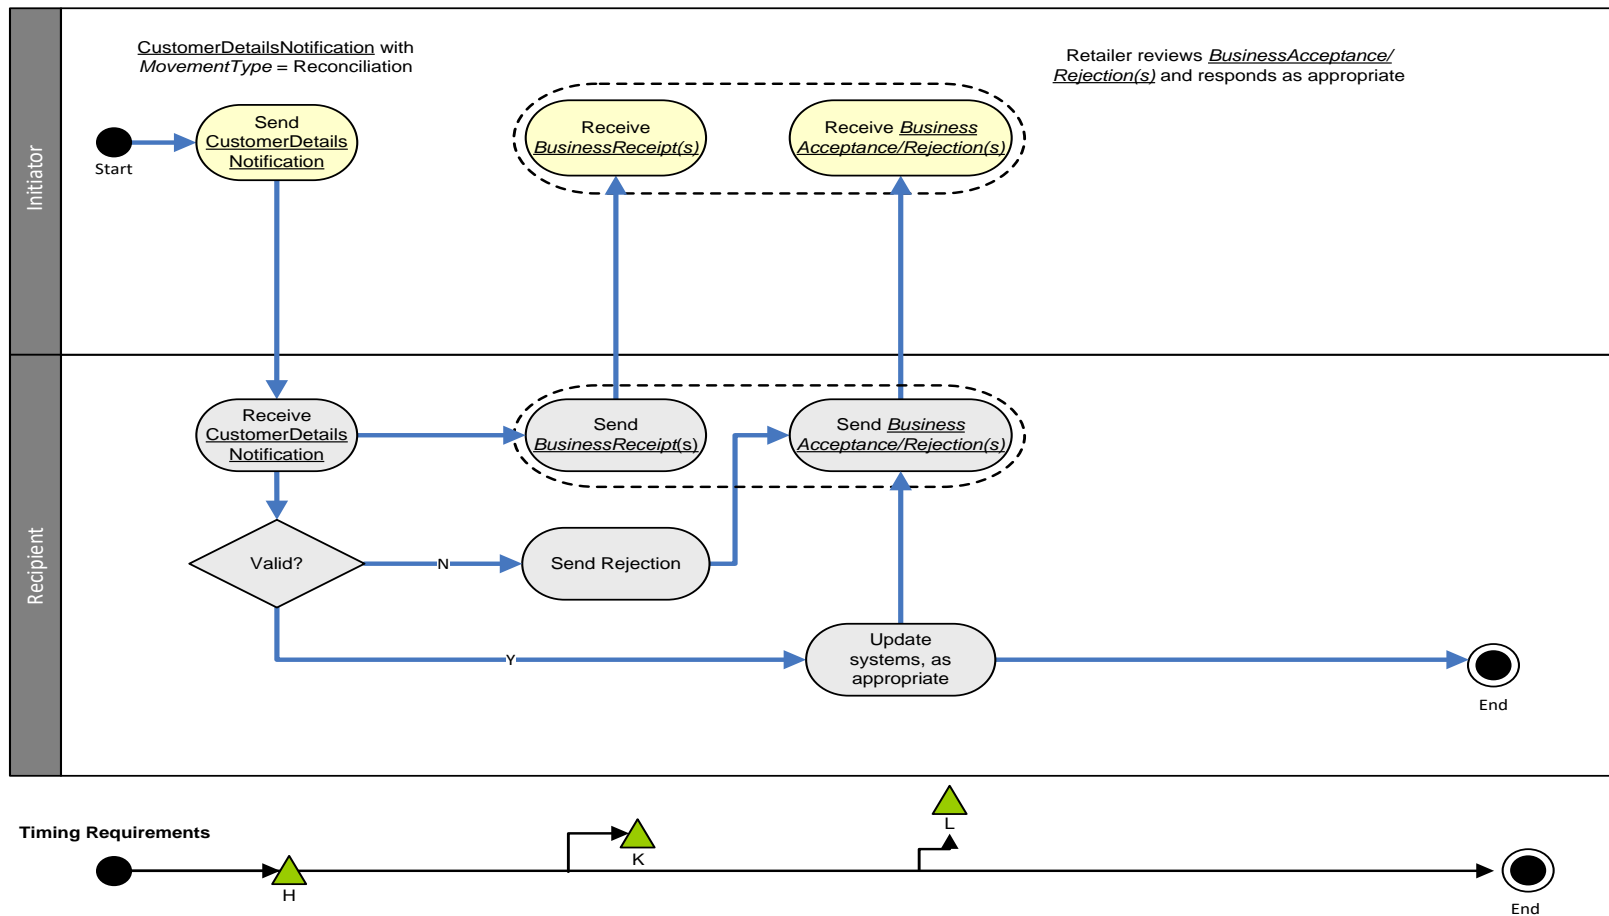 Initiator
CustomerDetailsNotification with
MovementType = Reconciliation
Retailer reviews BusinessAcceptance/
Rejection(s) and responds as appropriate
Start
Send
CustomerDetails
Notification
Receive
BusinessReceipt(s)
Receive Business
Acceptance/Rejection(s)
Recipient
Receive
CustomerDetails
Notification
Send
BusinessReceipt(s)
Send Business
Acceptance/Rejection(s)
Valid?
N
Send Rejection
Y
Update
systems, as
appropriate
End
Timing Requirements
H
K
L
End